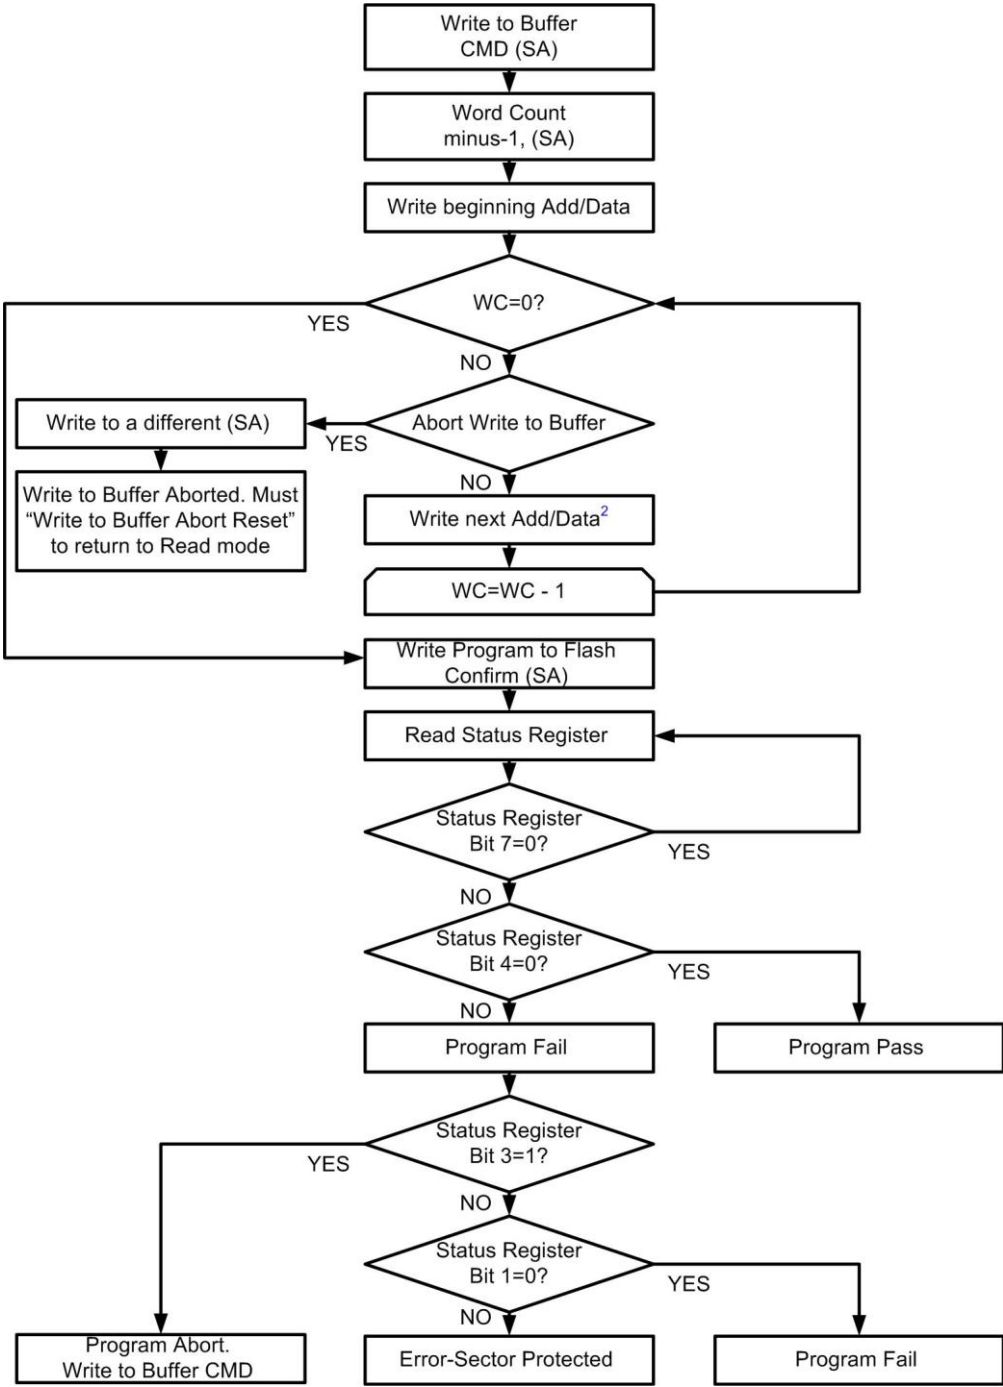 Write to Buffer
CMD (SA)
Word Count
minus-1, (SA)
Write beginning Add/Data
WC=0?
YES
NO
Write to a different (SA)
Abort Write to Buffer
YES
NO
Write to Buffer Aborted. Must
“Write to Buffer Abort Reset”
to return to Read mode
Write next Add/Data2
WC=WC - 1
Write Program to Flash
Confirm (SA)
Read Status Register
Status Register
Bit 7=0?
YES
NO
Status Register
Bit 4=0?
YES
NO
Program Fail
Program Pass
Status Register
Bit 3=1?
YES
NO
Status Register
Bit 1=0?
YES
NO
Program Abort.
Write to Buffer CMD
Error-Sector Protected
Program Fail